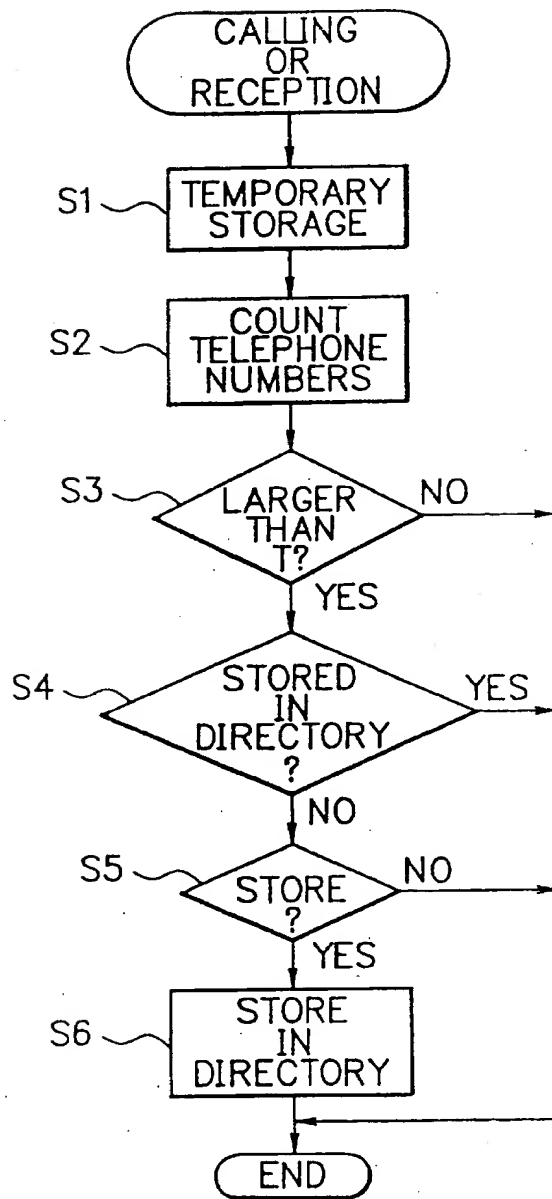 CALLING
OR
RECEPTION
S1
TEMPORARY
STORAGE
S2
COUNT
TELEPHONE
NUMBERS
S3
LARGER
THAN
T?
NO
YES
S4
STORED
IN
DIRECTORY
?
YES
NO
S5
STORE
?
NO
YES
S6
STORE
IN
DIRECTORY
END